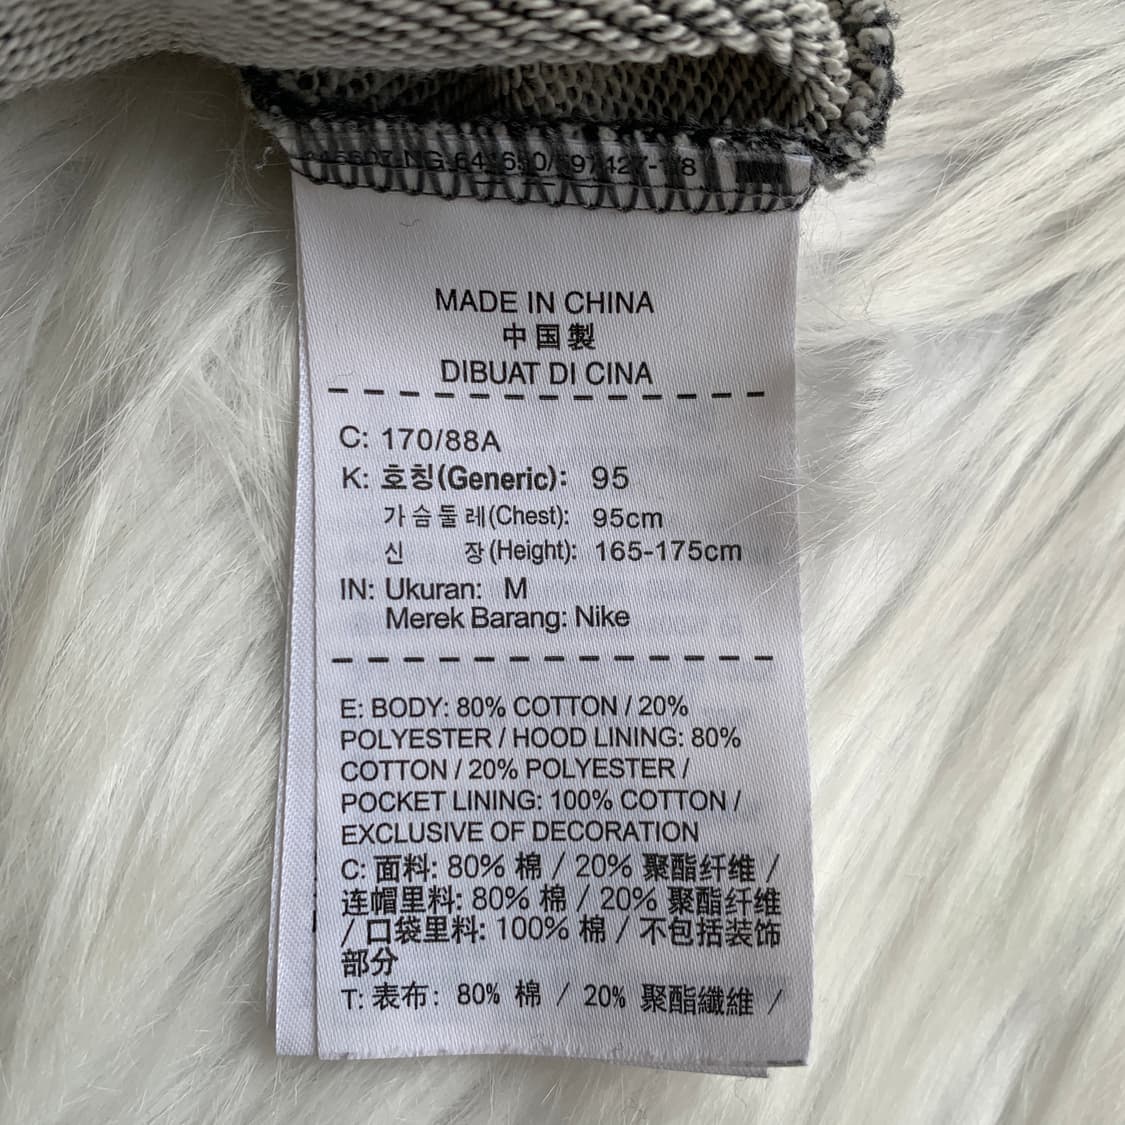 MADE IN CHINA
中国製
DIBUAT DI CINA
C: 170/88A
K: 호칭(Generic): 95
가슴둘레(Chest): 95cm
신 장(Height): 165-175cm
IN: Ukuran: M
Merek Barang: Nike
E: BODY: 80% COTTON / 20%
POLYESTER / HOOD LINING: 80%
COTTON / 20% POLYESTER /
POCKET LINING: 100% COTTON /
EXCLUSIVE OF DECORATION
C: 面料: 80% 棉 / 20% 聚酯纤维 /
连帽里料: 80% 棉 / 20% 聚酯纤维
/ 口袋里料: 100% 棉 / 不包括装饰
部分
T: 表布: 80% 棉 / 20% 聚酯纖維 /